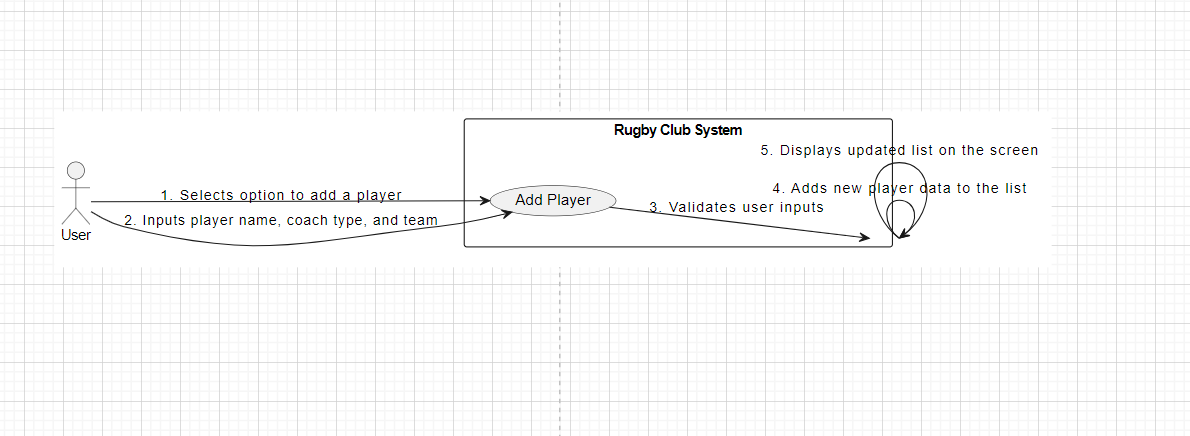 Rugby Club System
5. Displays updated list on the screen
4. Adds new player data to the list
1. Selects option to add a player
Add Player
3. Validates user inputs
2. Inputs player name, coach type, and team
User